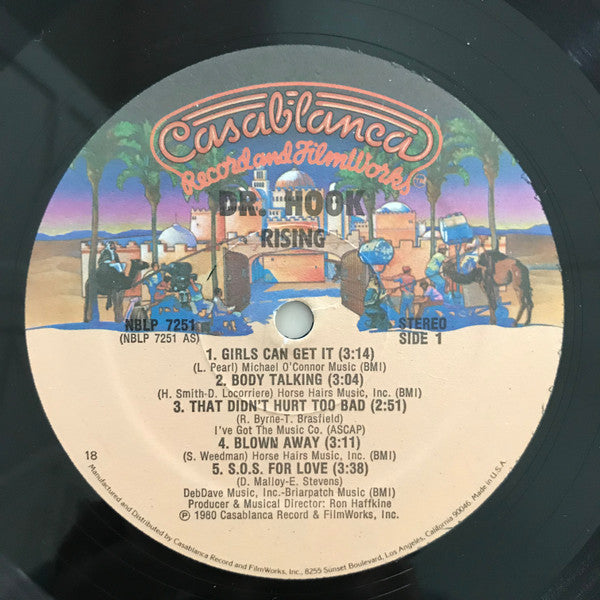 Casablanca
Record and FilmWorks
TM
DR. HOOK
RISING
NBLP 7251
(NBLP 7251 AS)
STEREO
SIDE 1
1. GIRLS CAN GET IT (3:14)
(L. Pearl) Michael O'Connor Music (BMI)
2. BODY TALKING (3:04)
(H. Smith-D. Locorriere) Horse Hairs Music, Inc. (BMI)
3. THAT DIDN'T HURT TOO BAD (2:51)
(R. Byrne-T. Brasfield)
I've Got The Music Co. (ASCAP)
4. BLOWN AWAY (3:11)
(S. Weedman) Horse Hairs Music, Inc. (BMI)
5. S.O.S. FOR LOVE (3:38)
(D. Malloy-E. Stevens)
DebDave Music, Inc.-Briarpatch Music (BMI)
Producer & Musical Director: Ron Haffkine
℗ 1980 Casablanca Record & FilmWorks, Inc.
18
Manufactured and Distributed by Casablanca Record and FilmWorks, Inc., 8255 Sunset Boulevard, Los Angeles, California 90046. Made in U.S.A.